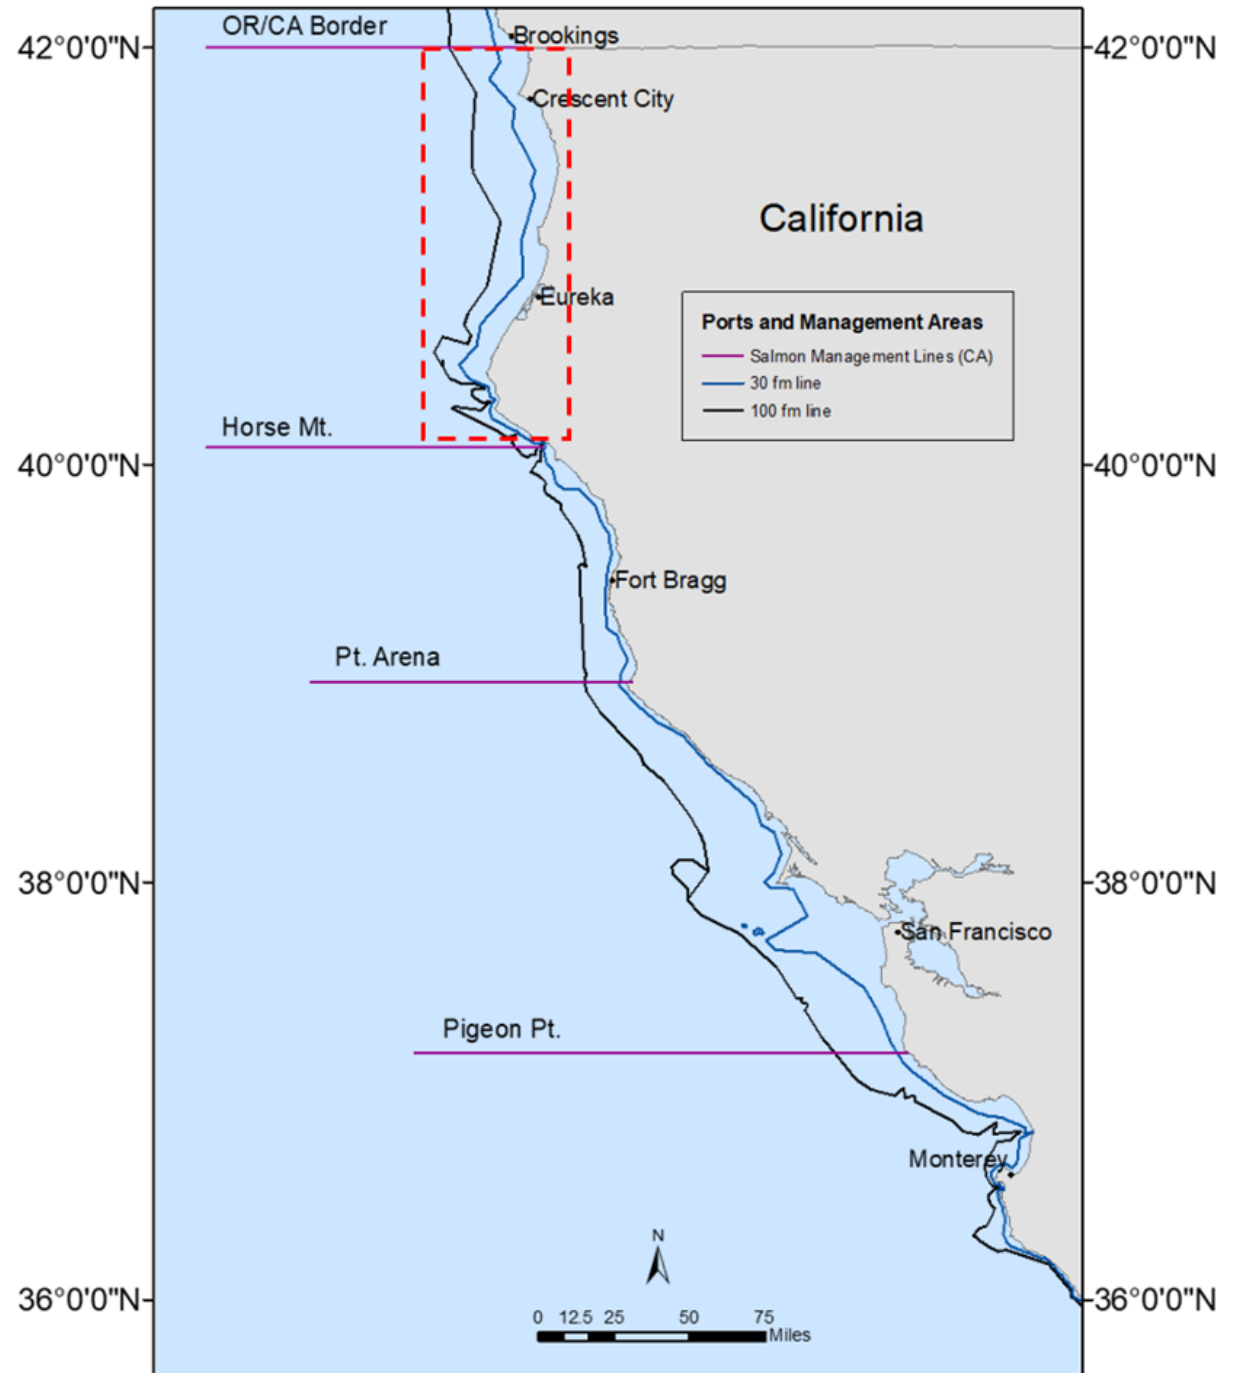 OR/CA Border
Brookings
42°0'0"N
42°0'0"N
Crescent City
California
Eureka
Ports and Management Areas
Salmon Management Lines (CA)
30 fm line
100 fm line
Horse Mt.
40°0'0"N
40°0'0"N
Fort Bragg
Pt. Arena
38°0'0"N
38°0'0"N
San Francisco
Pigeon Pt.
Monterey
N
36°0'0"N
36°0'0"N
0 12.5 25 50 75
Miles